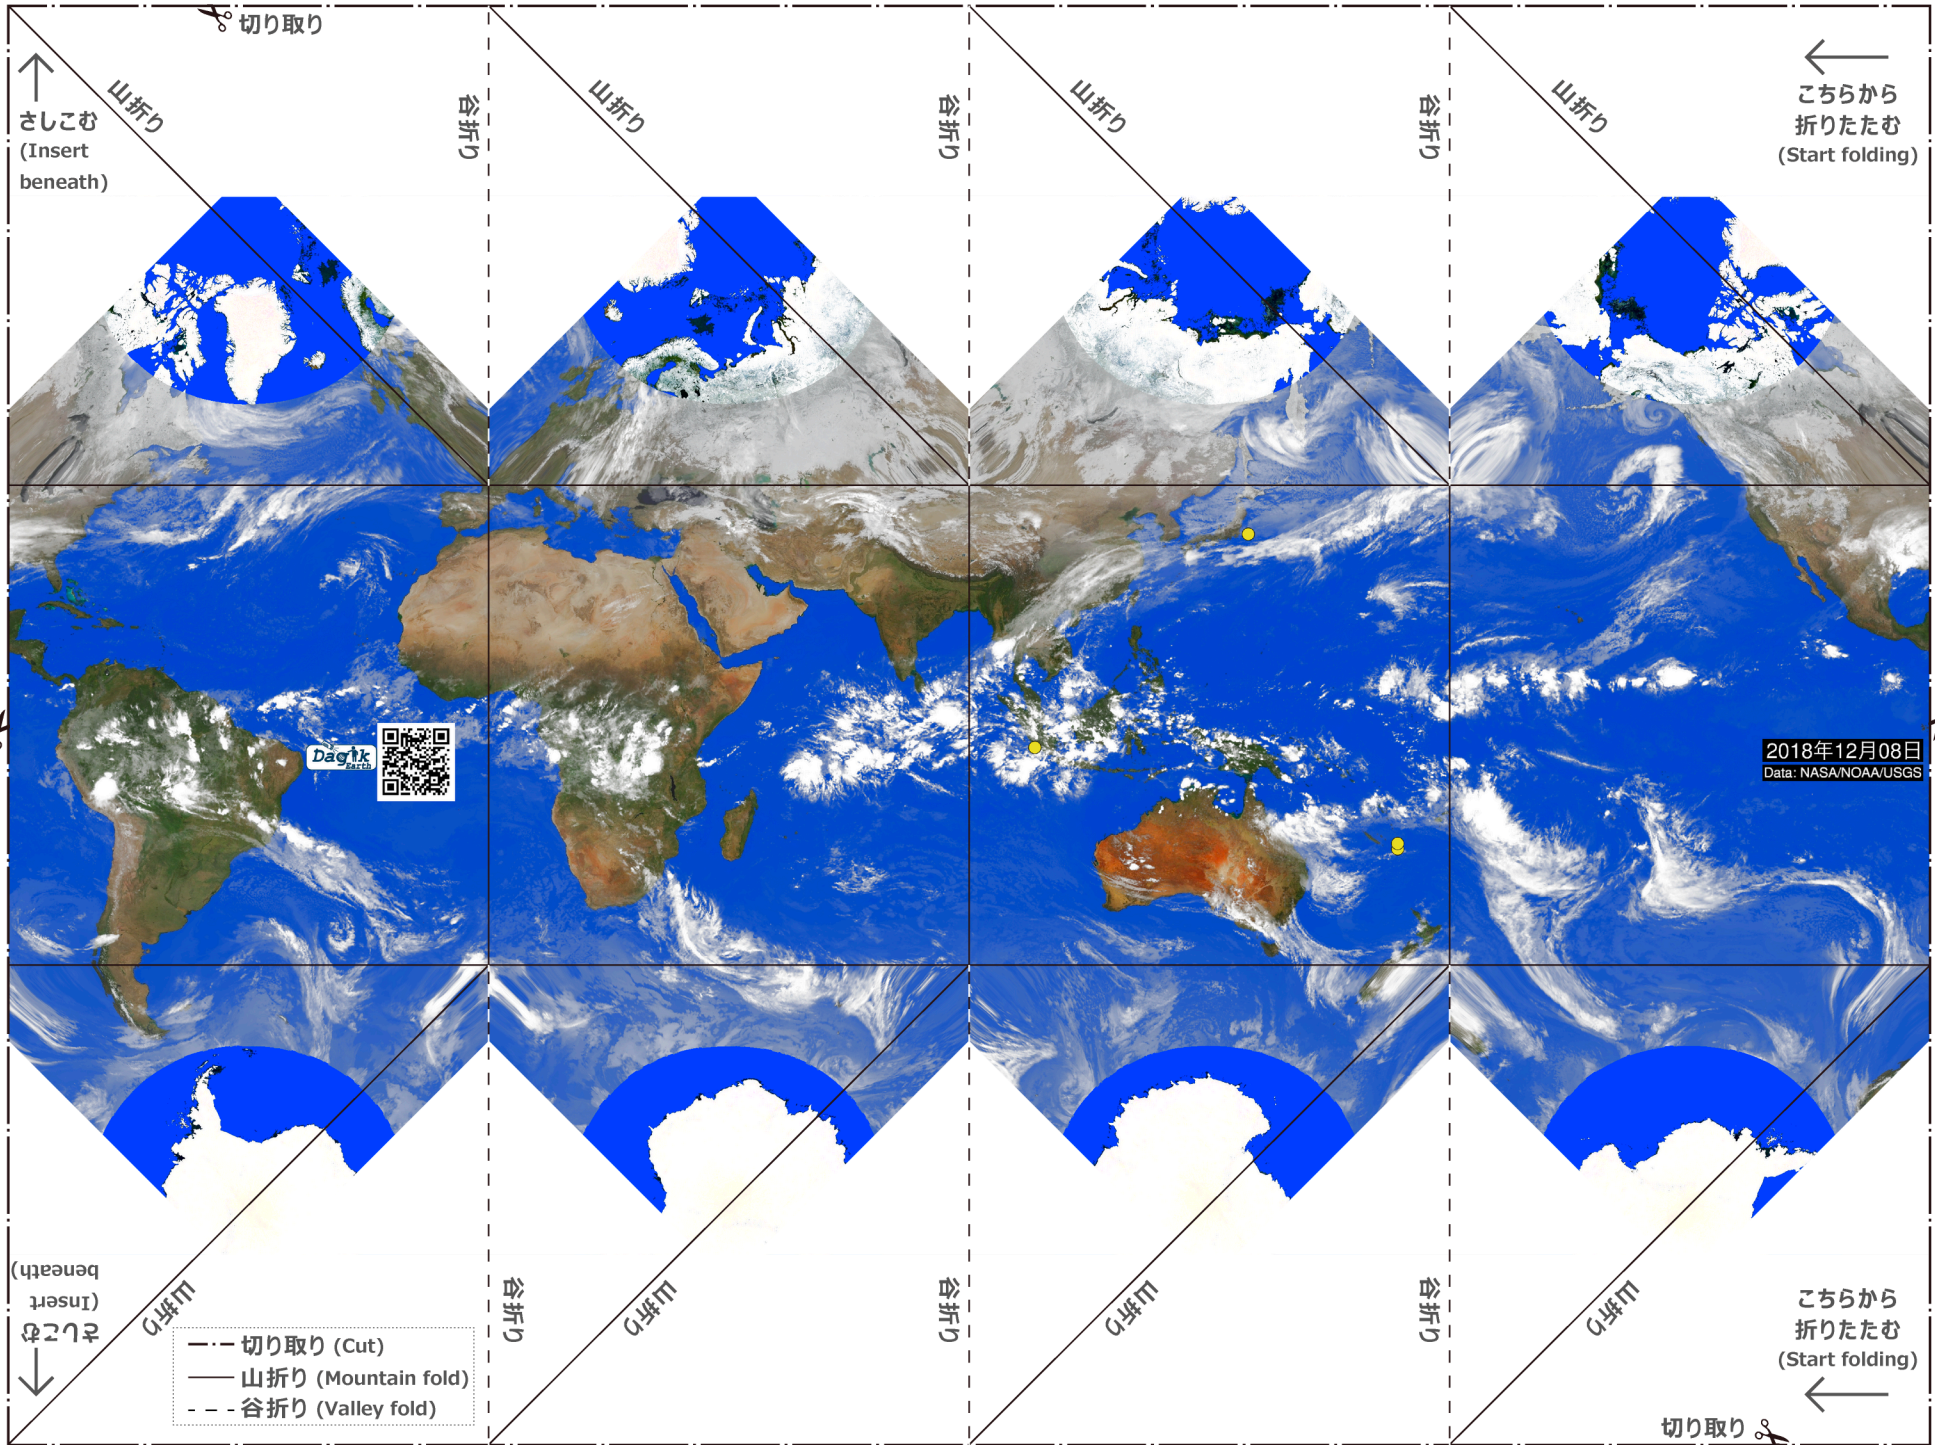 切り取り
さしこむ
(Insert
beneath)
山折り
谷折り
山折り
谷折り
山折り
谷折り
山折り
こちらから
折りたたむ
(Start folding)
Dagik
Earth
2018年12月08日
Data: NASA/NOAA/USGS
さしこむ
(Insert
beneath)
山折り
谷折り
山折り
谷折り
山折り
谷折り
山折り
こちらから
折りたたむ
(Start folding)
切り取り (Cut)
山折り (Mountain fold)
谷折り (Valley fold)
切り取り